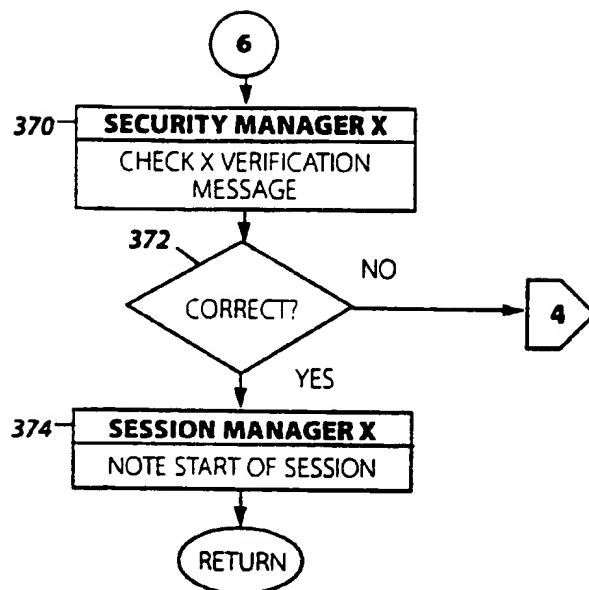 6
370
SECURITY MANAGER X
CHECK X VERIFICATION
MESSAGE
372
NO
CORRECT?
4
YES
374
SESSION MANAGER X
NOTE START OF SESSION
RETURN